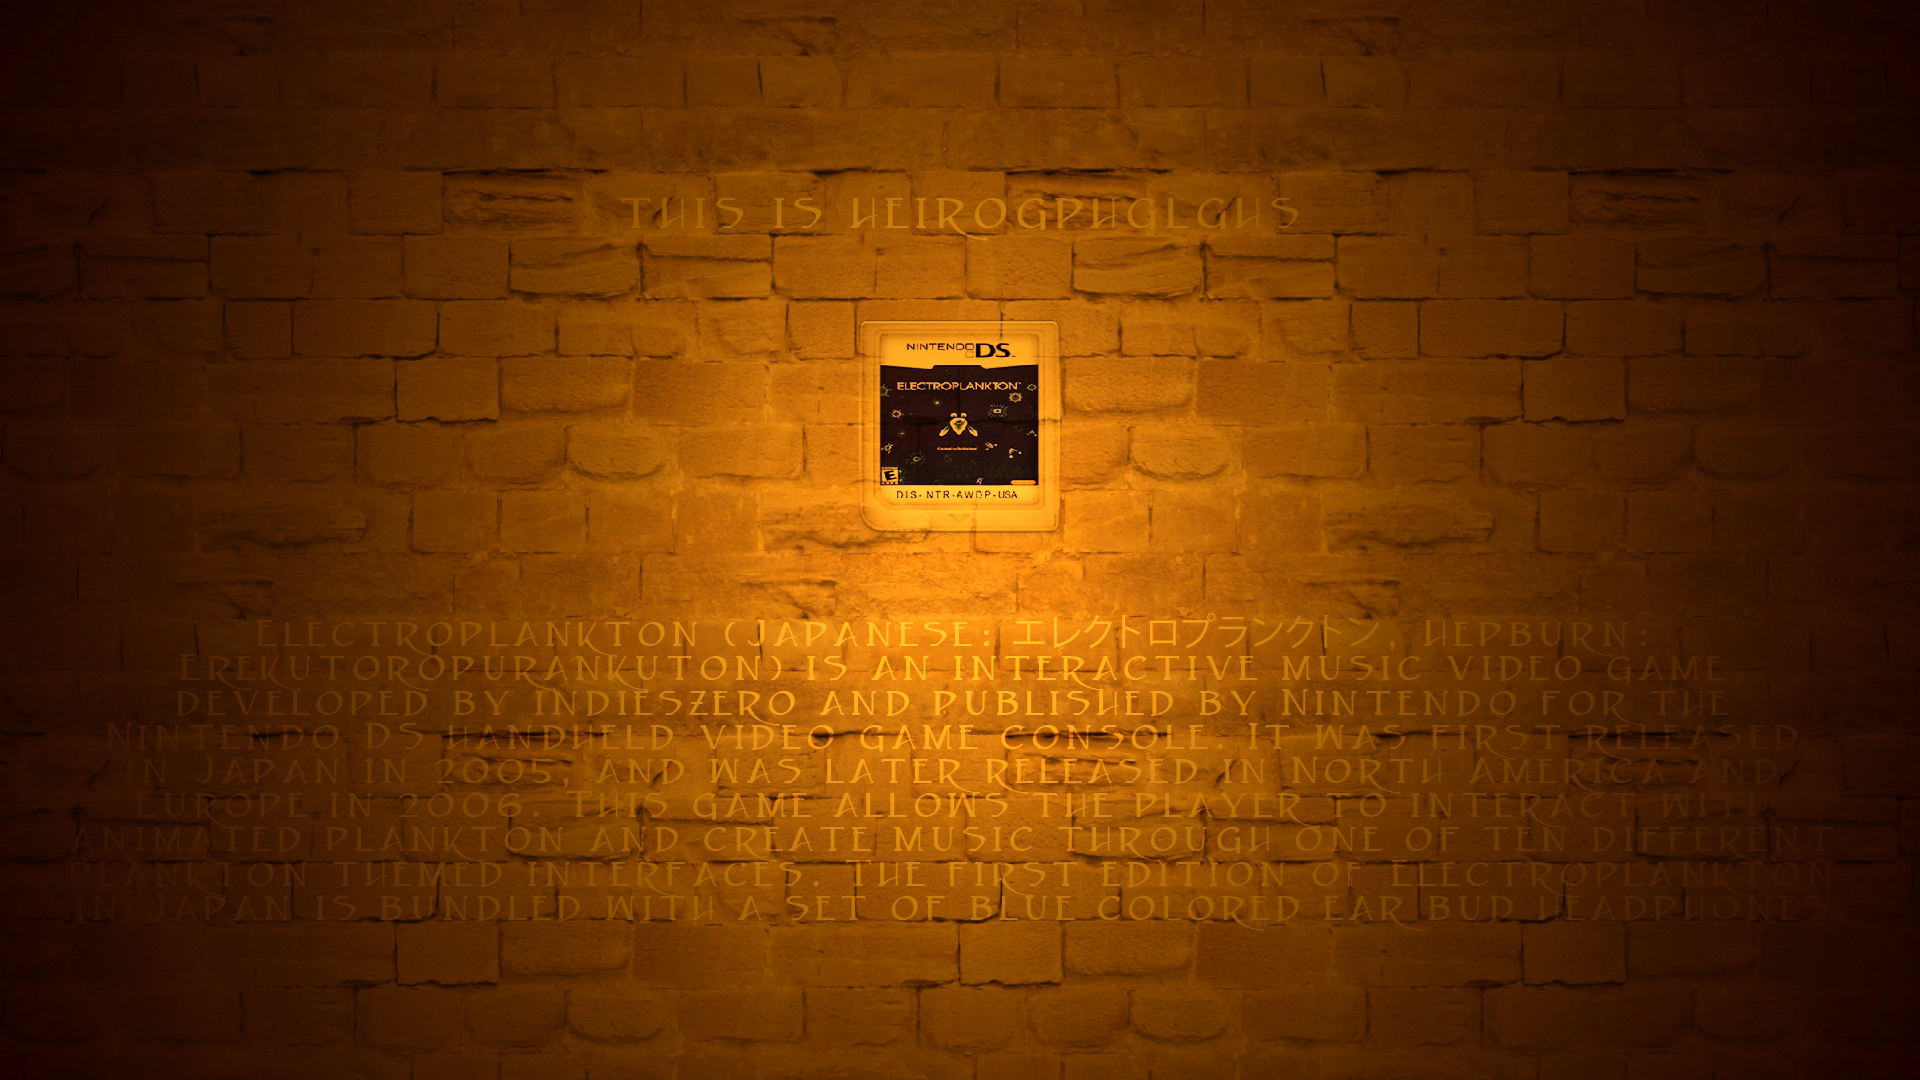 THIS IS HEIROGPHGLGHS
NINTENDO DS™
ELECTROPLANKTON™
E
DIS-NTR-AWDP-USA
ELECTROPLANKTON (JAPANESE: エレクトロプランクトン, HEPBURN:
EREKUTOROPURANKUTON) IS AN INTERACTIVE MUSIC VIDEO GAME
DEVELOPED BY INDIESZERO AND PUBLISHED BY NINTENDO FOR THE
NINTENDO DS HANDHELD VIDEO GAME CONSOLE. IT WAS FIRST RELEASED
IN JAPAN IN 2005, AND WAS LATER RELEASED IN NORTH AMERICA AND
EUROPE IN 2006. THIS GAME ALLOWS THE PLAYER TO INTERACT WITH
ANIMATED PLANKTON AND CREATE MUSIC THROUGH ONE OF TEN DIFFERENT
PLANKTON THEMED INTERFACES. THE FIRST EDITION OF ELECTROPLANKTON
IN JAPAN IS BUNDLED WITH A SET OF BLUE COLORED EAR BUD HEADPHONES.